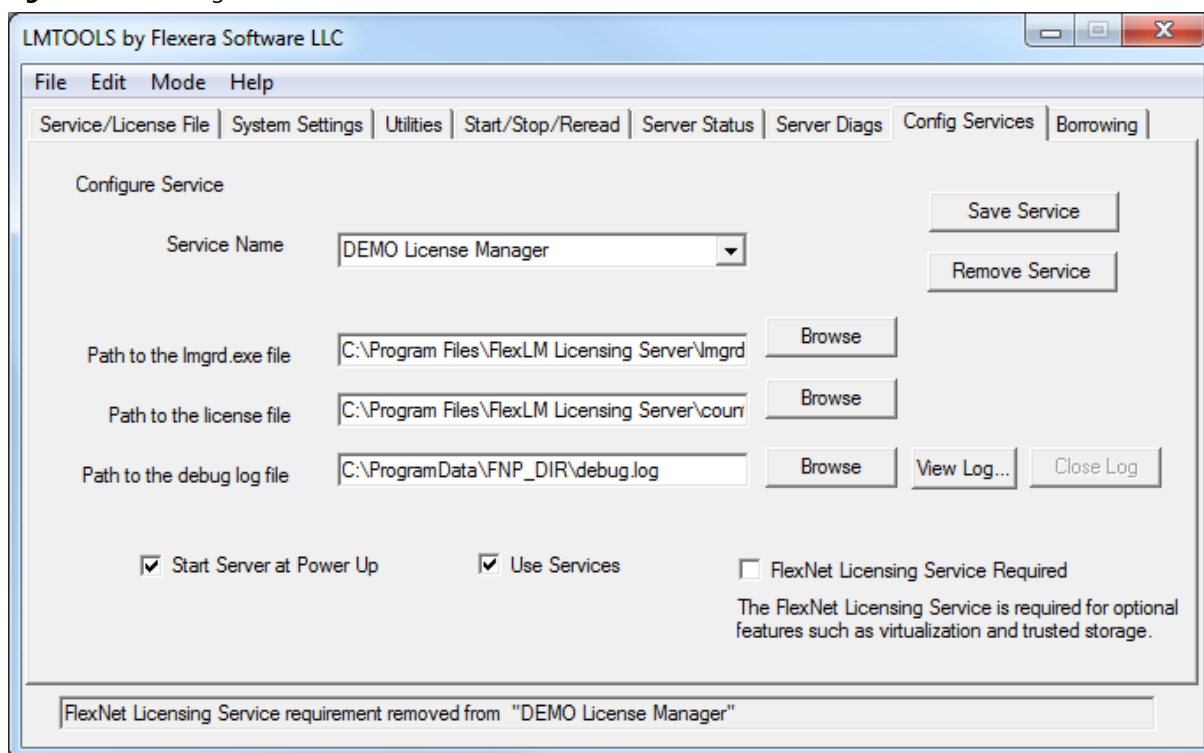 LMTOOLS by Flexera Software LLC
File Edit Mode Help
Service/License File System Settings Utilities Start/Stop/Reread Server Status Server Diags Config Services Borrowing
Configure Service
Save Service
Service Name DEMO License Manager
Remove Service
Path to the lmgrd.exe file C:\Program Files\FlexLM Licensing Server\lmgrd Browse
Path to the license file C:\Program Files\FlexLM Licensing Server\coun Browse
Path to the debug log file C:\ProgramData\FNP_DIR\debug.log Browse View Log... Close Log
Start Server at Power Up Use Services FlexNet Licensing Service Required
The FlexNet Licensing Service is required for optional
features such as virtualization and trusted storage.
FlexNet Licensing Service requirement removed from "DEMO License Manager"